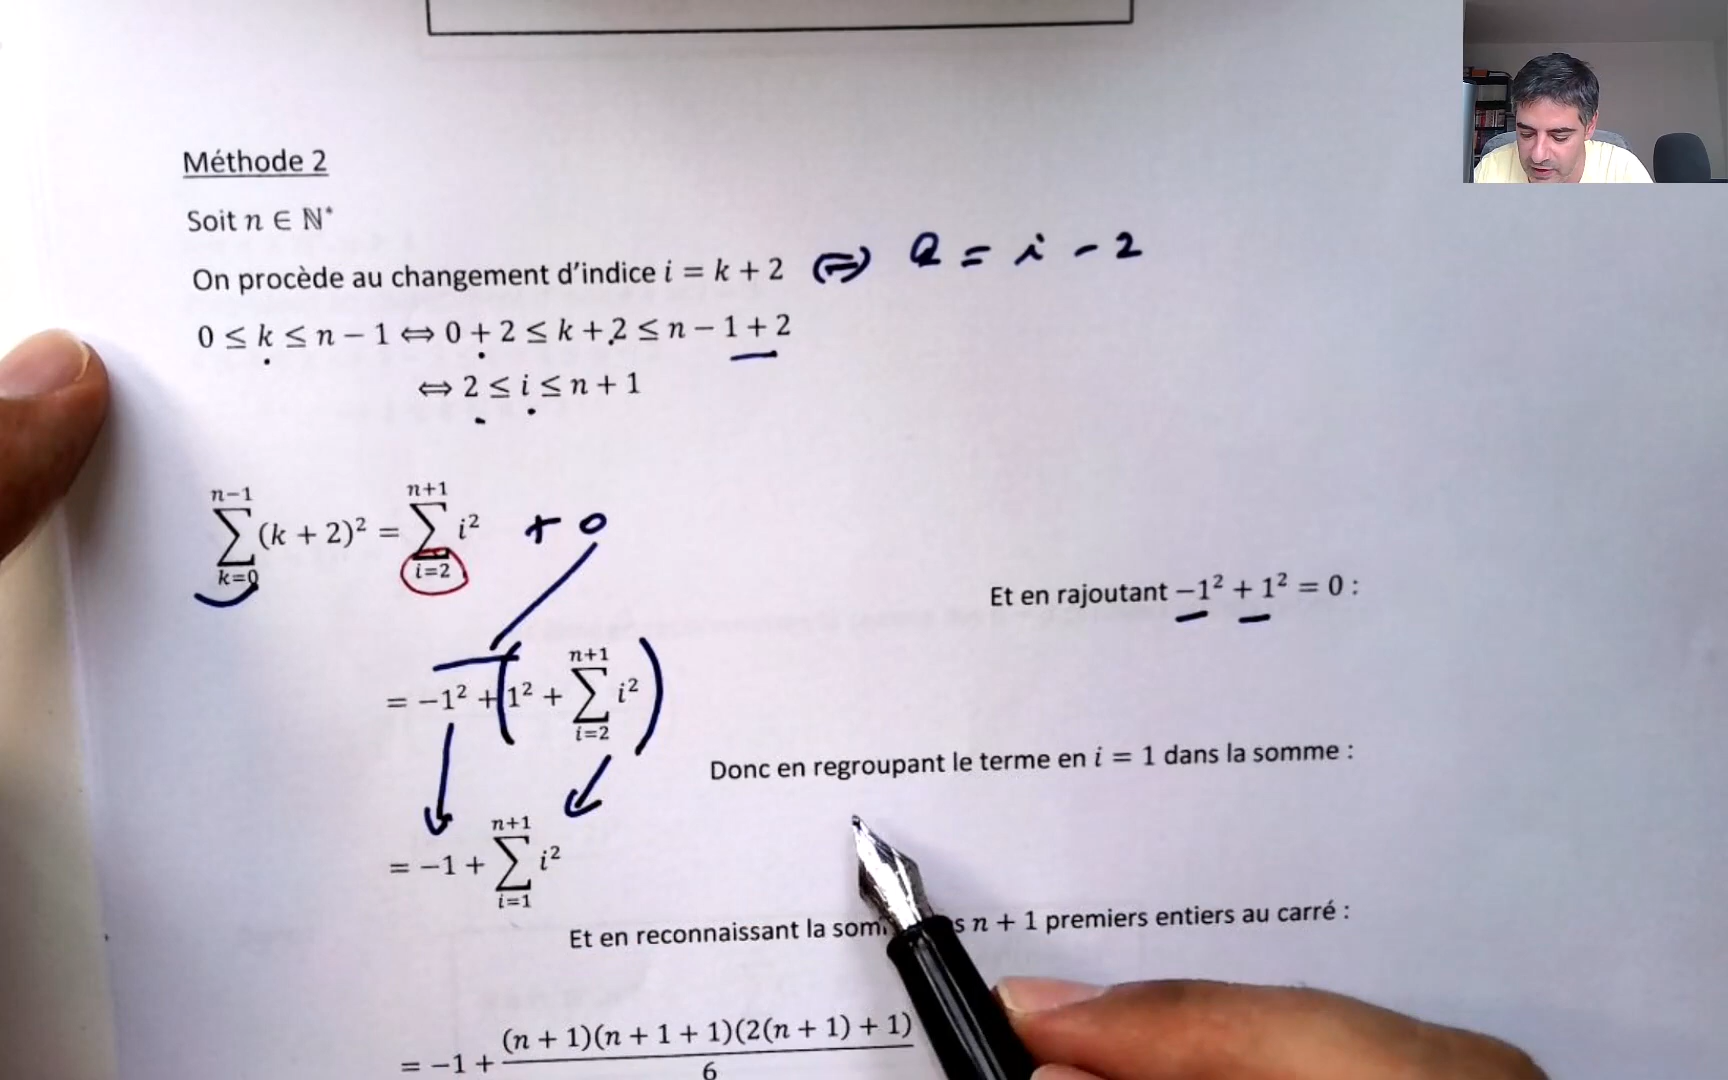 Méthode 2
Soit n ∈ ℕ*
On procède au changement d'indice i = k + 2 ⟺ k = i - 2
0 ≤ k ≤ n − 1 ⟺ 0 + 2 ≤ k + 2 ≤ n − 1 + 2
⟺ 2 ≤ i ≤ n + 1
∑_{k=0}^{n−1} (k + 2)² = ∑_{i=2}^{n+1} i² + 0
Et en rajoutant −1² + 1² = 0 :
= −1² + (1² + ∑_{i=2}^{n+1} i²)
Donc en regroupant le terme en i = 1 dans la somme :
= −1 + ∑_{i=1}^{n+1} i²
Et en reconnaissant la som s n + 1 premiers entiers au carré :
= −1 + (n + 1)(n + 1 + 1)(2(n + 1) + 1) / 6